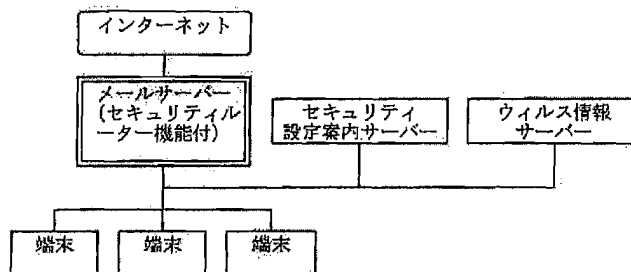 インターネット
メールサーバー
(セキュリティル
ーター機能付)
セキュリティ
設定案内サーバー
ウィルス情報
サーバー
端末
端末
端末